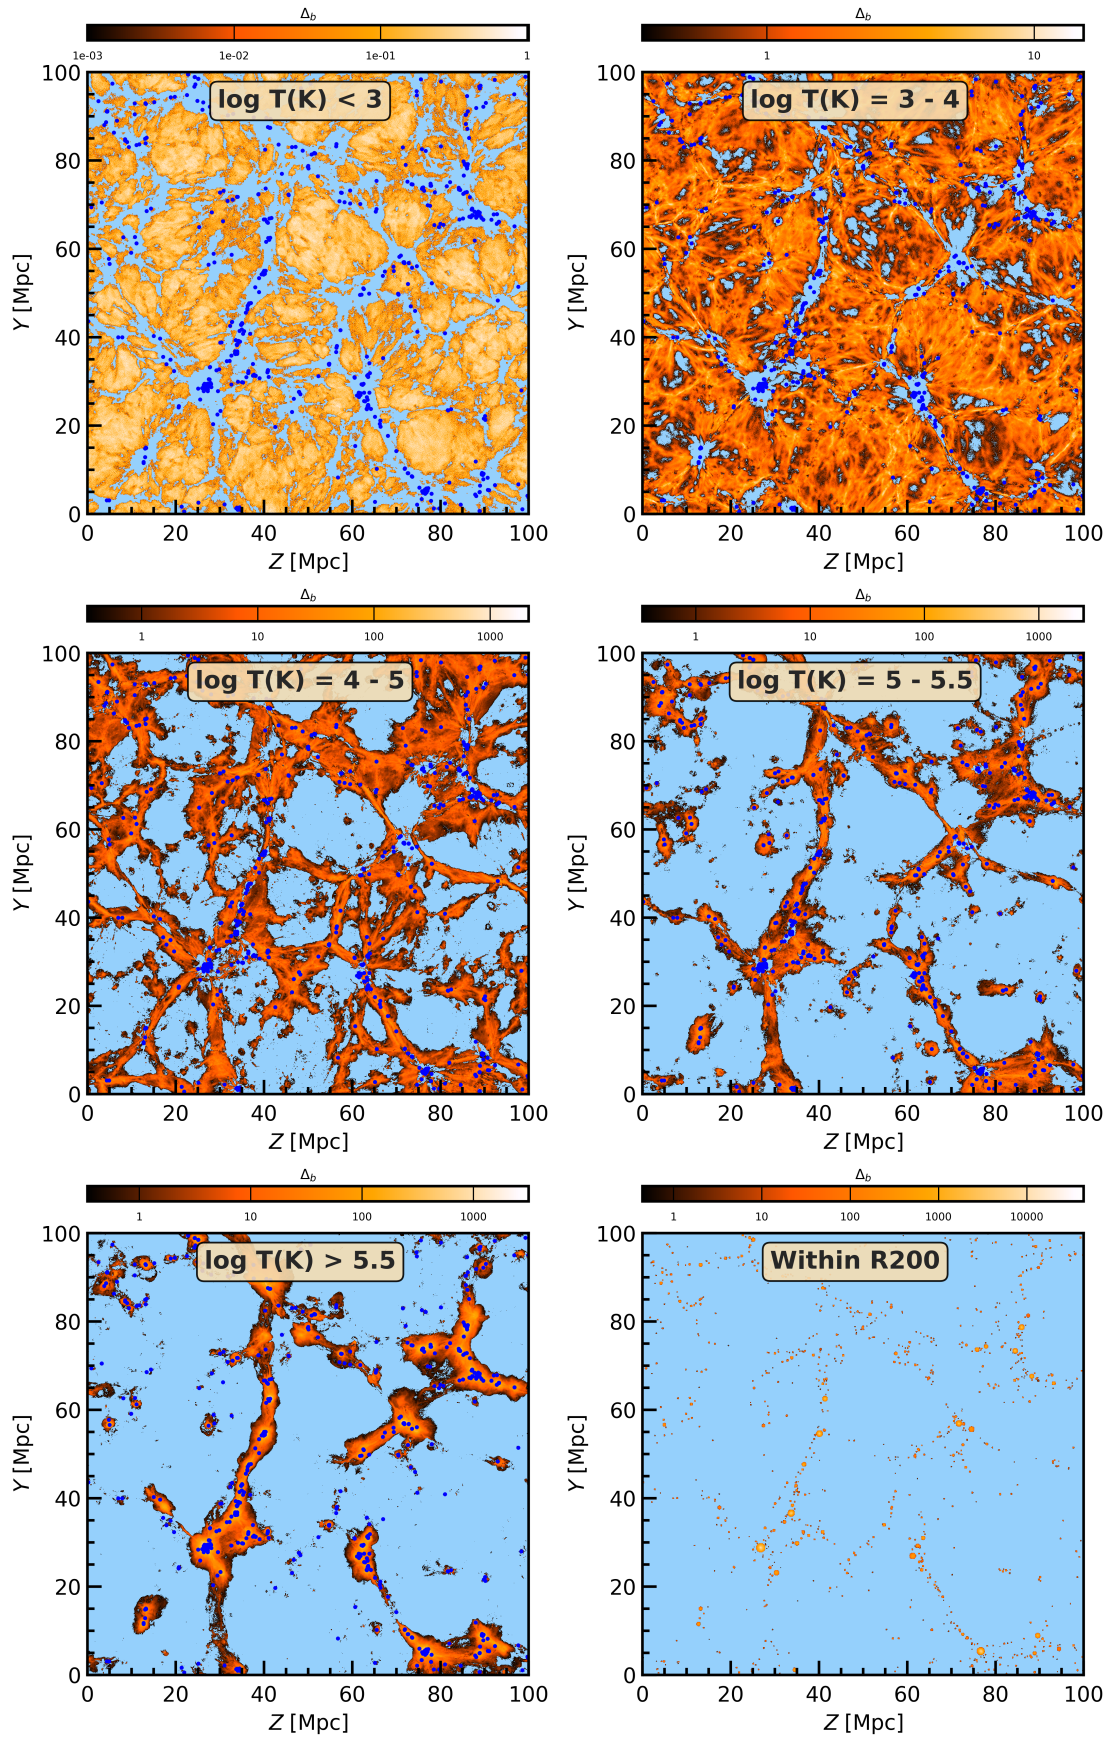 Δb Δb
1e-03 1e-02 1e-01 1 1 10
log T(K) < 3 log T(K) = 3 - 4
100 100
80 80
60 60
Y [Mpc] Y [Mpc]
40 40
20 20
0 0
0 20 40 60 80 100 0 20 40 60 80 100
Z [Mpc] Z [Mpc]
Δb Δb
1 10 100 1000 1 10 100 1000
log T(K) = 4 - 5 log T(K) = 5 - 5.5
100 100
80 80
60 60
Y [Mpc] Y [Mpc]
40 40
20 20
0 0
0 20 40 60 80 100 0 20 40 60 80 100
Z [Mpc] Z [Mpc]
Δb Δb
1 10 100 1000 1 10 100 1000 10000
log T(K) > 5.5 Within R200
100 100
80 80
60 60
Y [Mpc] Y [Mpc]
40 40
20 20
0 0
0 20 40 60 80 100 0 20 40 60 80 100
Z [Mpc] Z [Mpc]